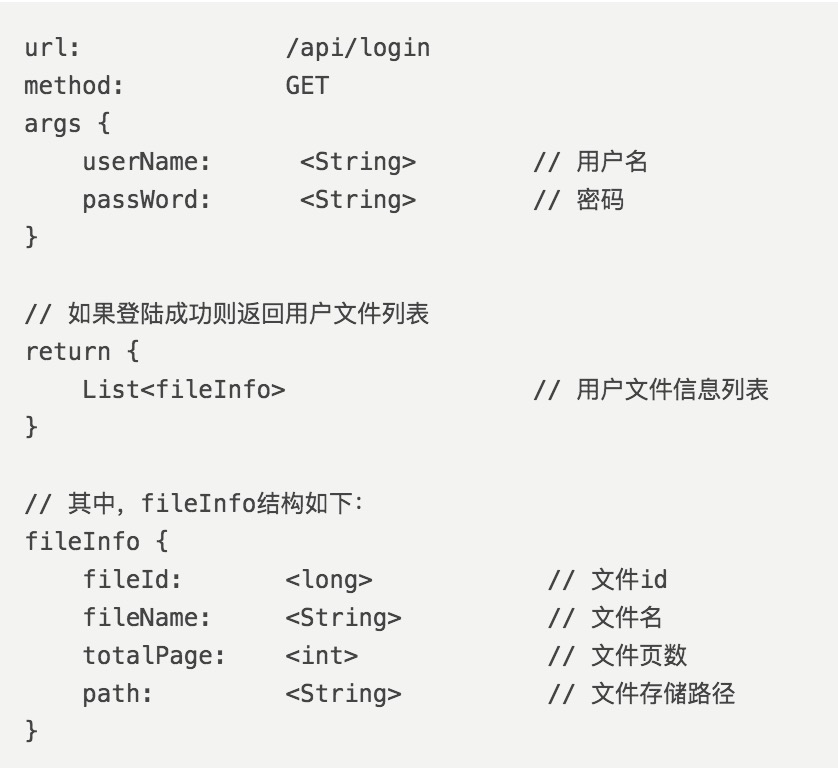 url: /api/login
method: GET
args {
userName: <String> // 用户名
passWord: <String> // 密码
}
// 如果登陆成功则返回用户文件列表
return {
List<fileInfo> // 用户文件信息列表
}
// 其中，fileInfo结构如下：
fileInfo {
fileId: <long> // 文件id
fileName: <String> // 文件名
totalPage: <int> // 文件页数
path: <String> // 文件存储路径
}